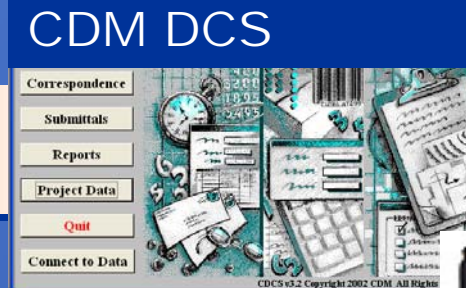 CDM DCS
Correspondence
Submittals
Reports
Project Data
Quit
Connect to Data
CDCS v3.2 Copyright 2002 CDM All Rights